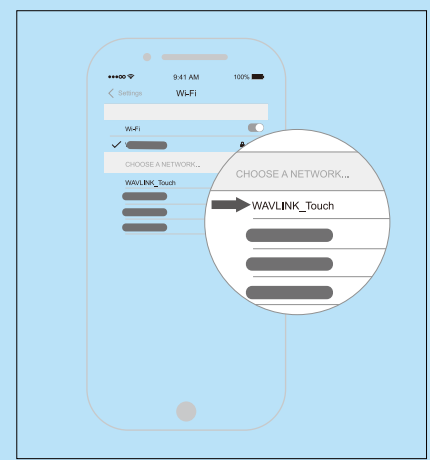 9:41 AM 100%
Settings Wi-Fi
Wi-Fi
CHOOSE A NETWORK...
WAVLINK_Touch
CHOOSE A NETWORK...
WAVLINK_Touch